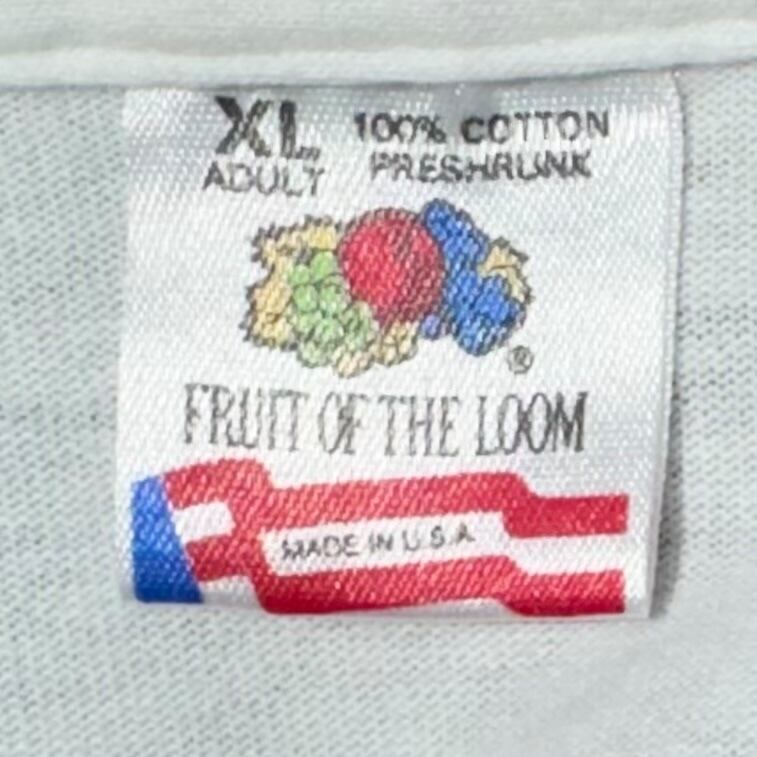 XL 100% COTTON
ADULT PRESHRUNK
®
FRUIT OF THE LOOM
MADE IN U.S.A